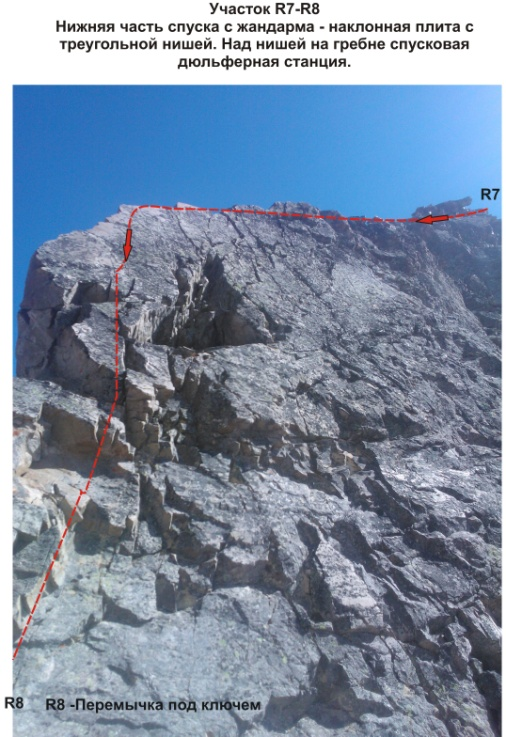 Участок R7-R8
Нижняя часть спуска с жандарма - наклонная плита с
треугольной нишей. Над нишей на гребне спусковая
дюльферная станция.
R7
R8 R8 -Перемычка под ключем